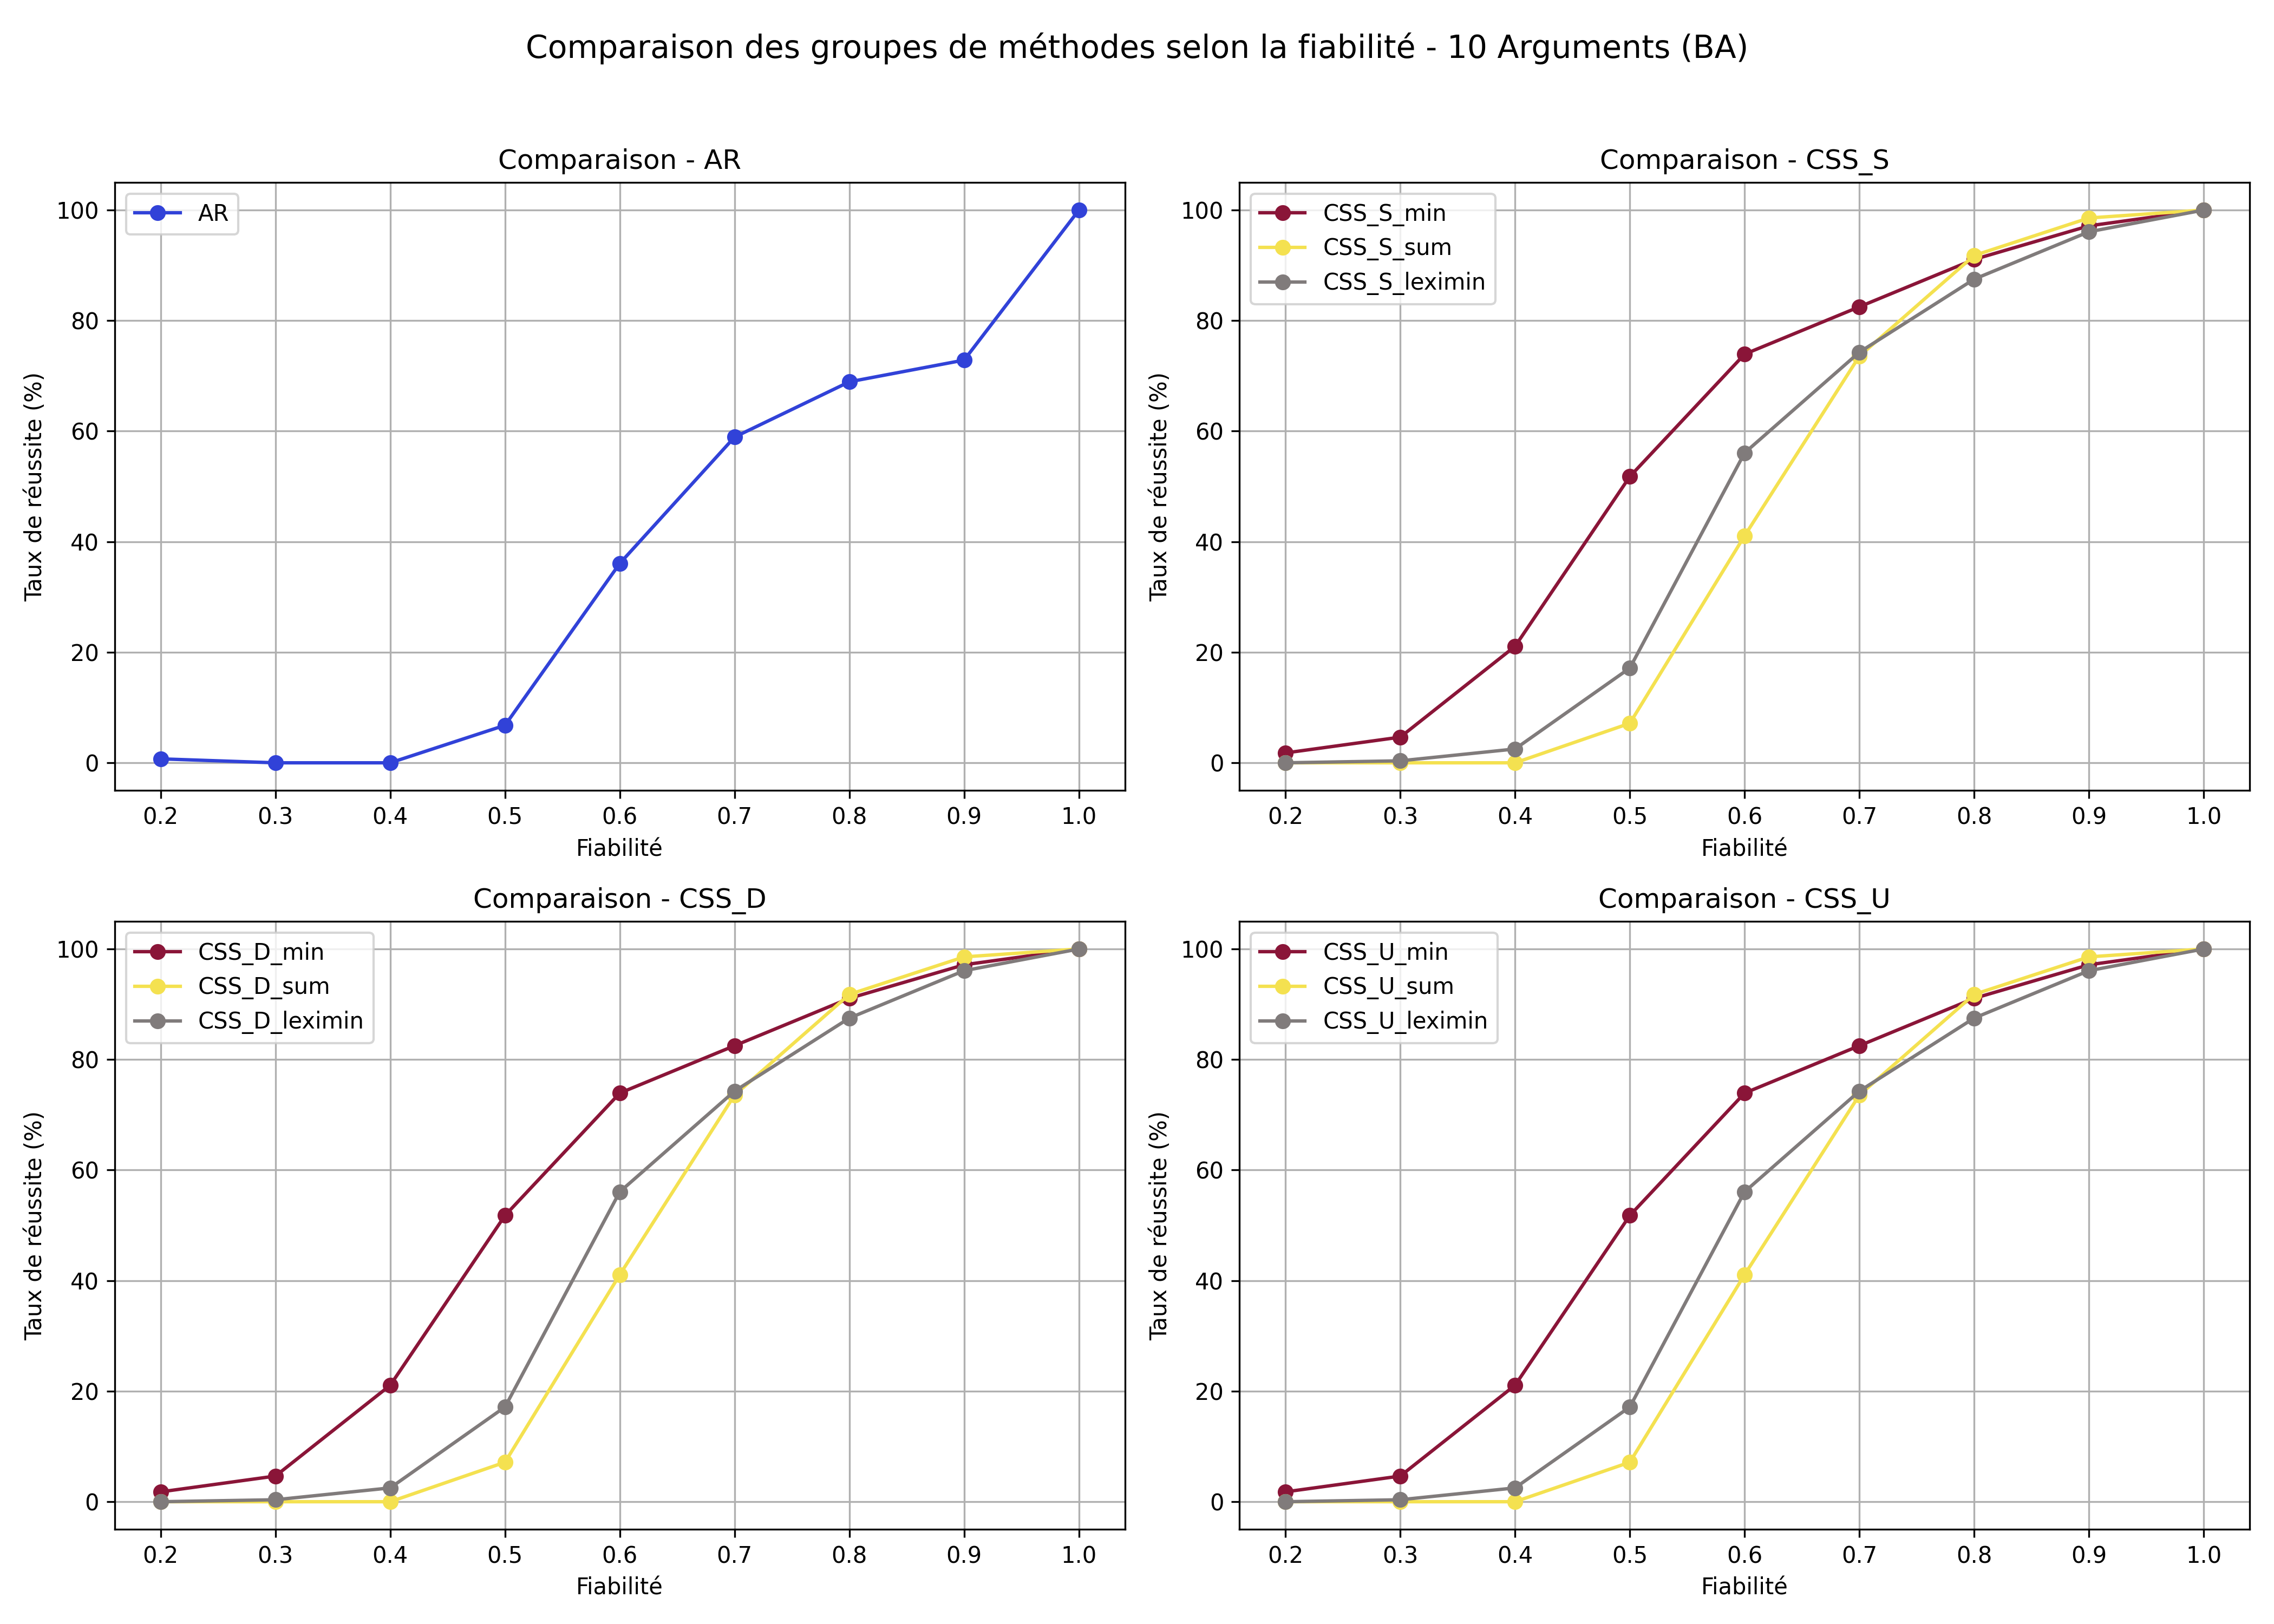 Comparaison des groupes de méthodes selon la fiabilité - 10 Arguments (BA)
Comparaison - AR
AR
100
80
60
40
20
0
Taux de réussite (%)
0.2 0.3 0.4 0.5 0.6 0.7 0.8 0.9 1.0
Fiabilité
Comparaison - CSS_S
CSS_S_min
CSS_S_sum
CSS_S_leximin
100
80
60
40
20
0
Taux de réussite (%)
0.2 0.3 0.4 0.5 0.6 0.7 0.8 0.9 1.0
Fiabilité
Comparaison - CSS_D
CSS_D_min
CSS_D_sum
CSS_D_leximin
100
80
60
40
20
0
Taux de réussite (%)
0.2 0.3 0.4 0.5 0.6 0.7 0.8 0.9 1.0
Fiabilité
Comparaison - CSS_U
CSS_U_min
CSS_U_sum
CSS_U_leximin
100
80
60
40
20
0
Taux de réussite (%)
0.2 0.3 0.4 0.5 0.6 0.7 0.8 0.9 1.0
Fiabilité